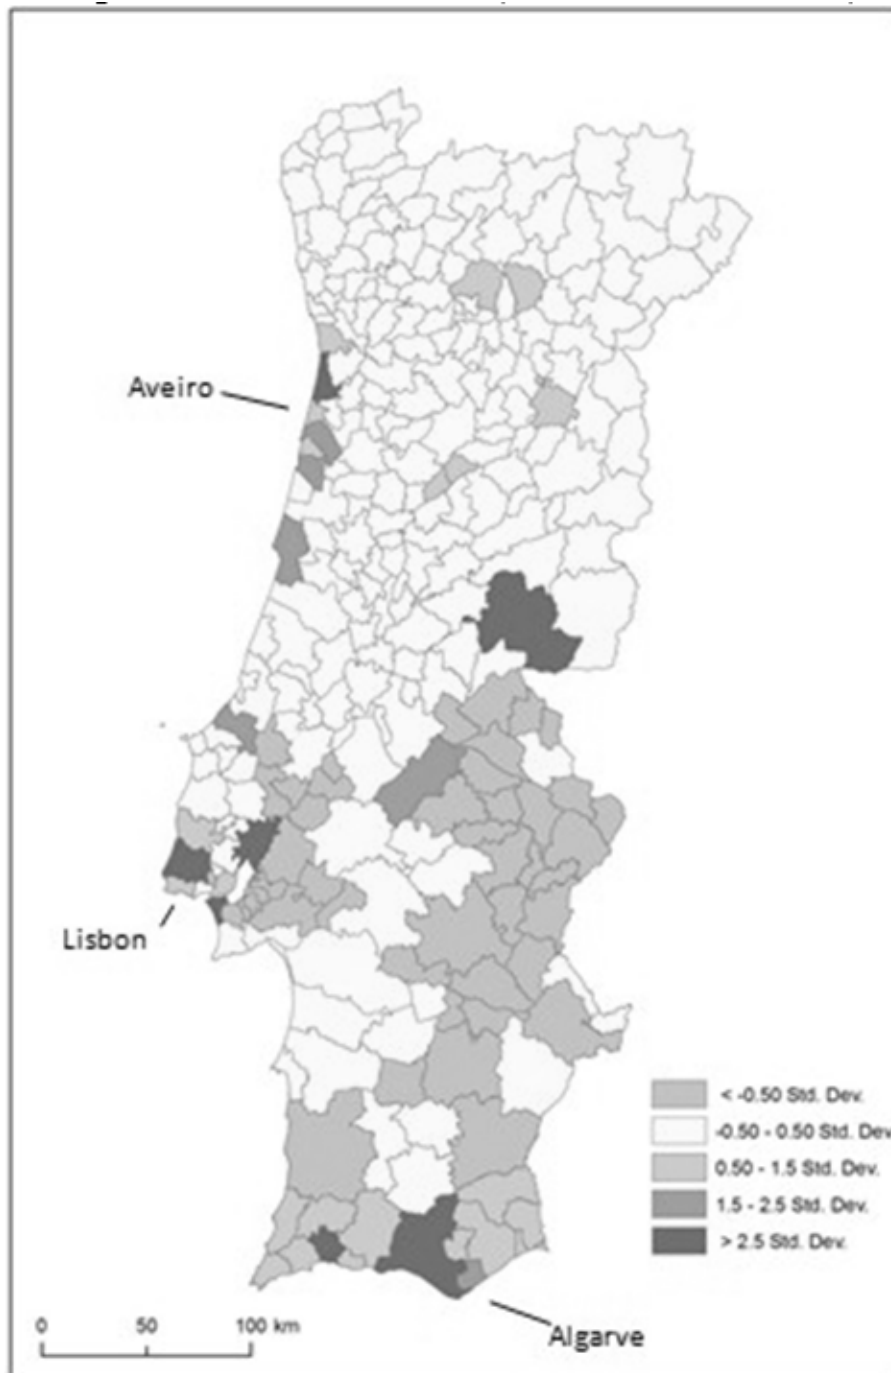 Aveiro
Lisbon
< -0.50 Std. Dev.
-0.50 - 0.50 Std. Dev
0.50 - 1.5 Std. Dev.
1.5 - 2.5 Std. Dev.
> 2.5 Std. Dev.
0 50 100 km
Algarve